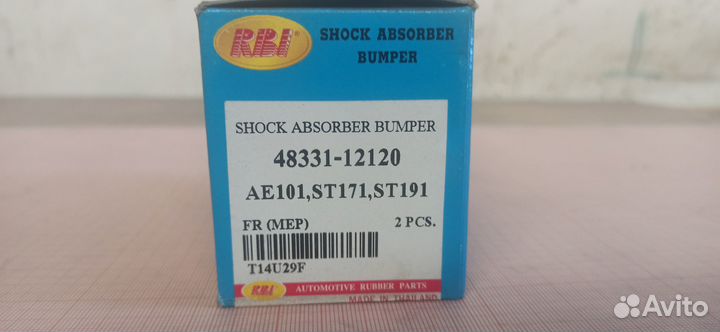 RBI®
SHOCK ABSORBER
BUMPER
SHOCK ABSORBER BUMPER
48331-12120
AE101,ST171,ST191
FR (MEP)
2 PCS.
T14U29F
RBI
AUTOMOTIVE RUBBER PARTS
MADE IN THAILAND
Avito